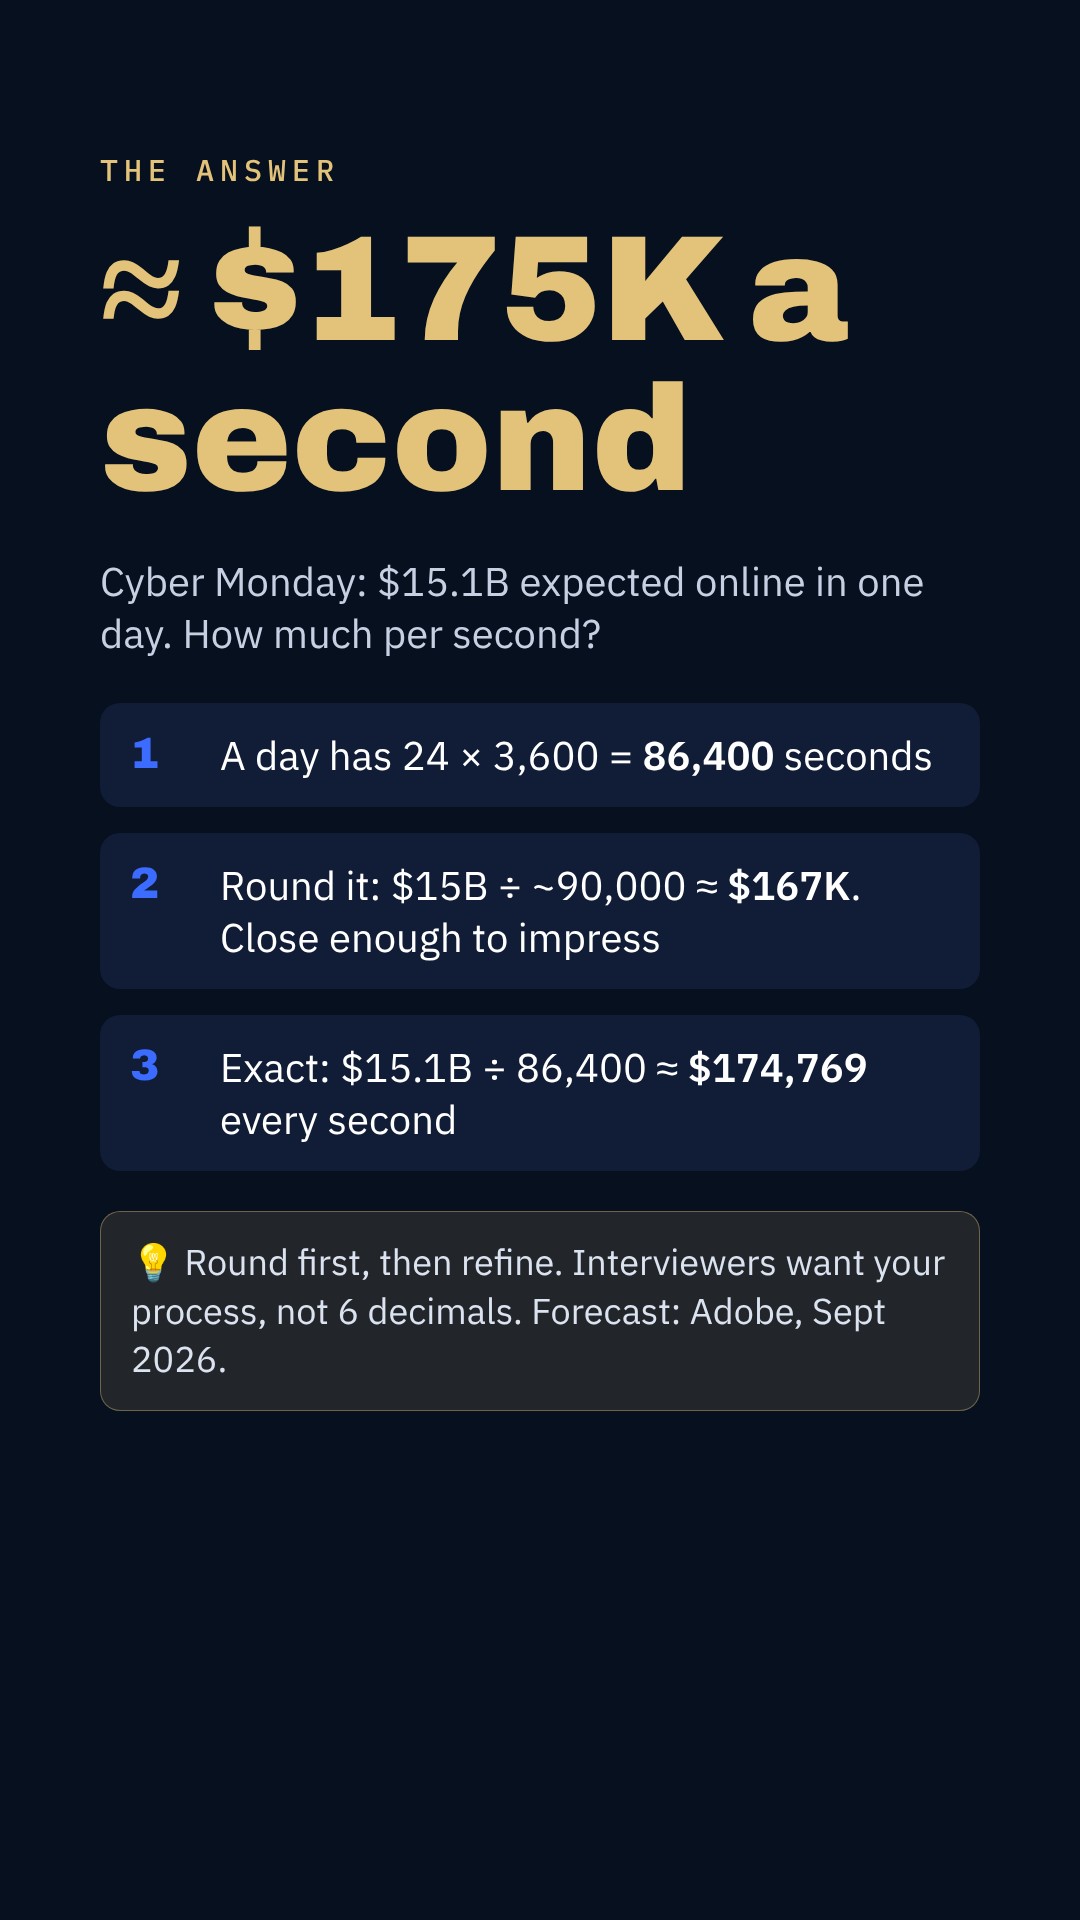 THE ANSWER
≈ $175K a
second
Cyber Monday: $15.1B expected online in one
day. How much per second?
1 A day has 24 × 3,600 = 86,400 seconds
2 Round it: $15B ÷ ~90,000 ≈ $167K.
Close enough to impress
3 Exact: $15.1B ÷ 86,400 ≈ $174,769
every second
💡 Round first, then refine. Interviewers want your
process, not 6 decimals. Forecast: Adobe, Sept
2026.